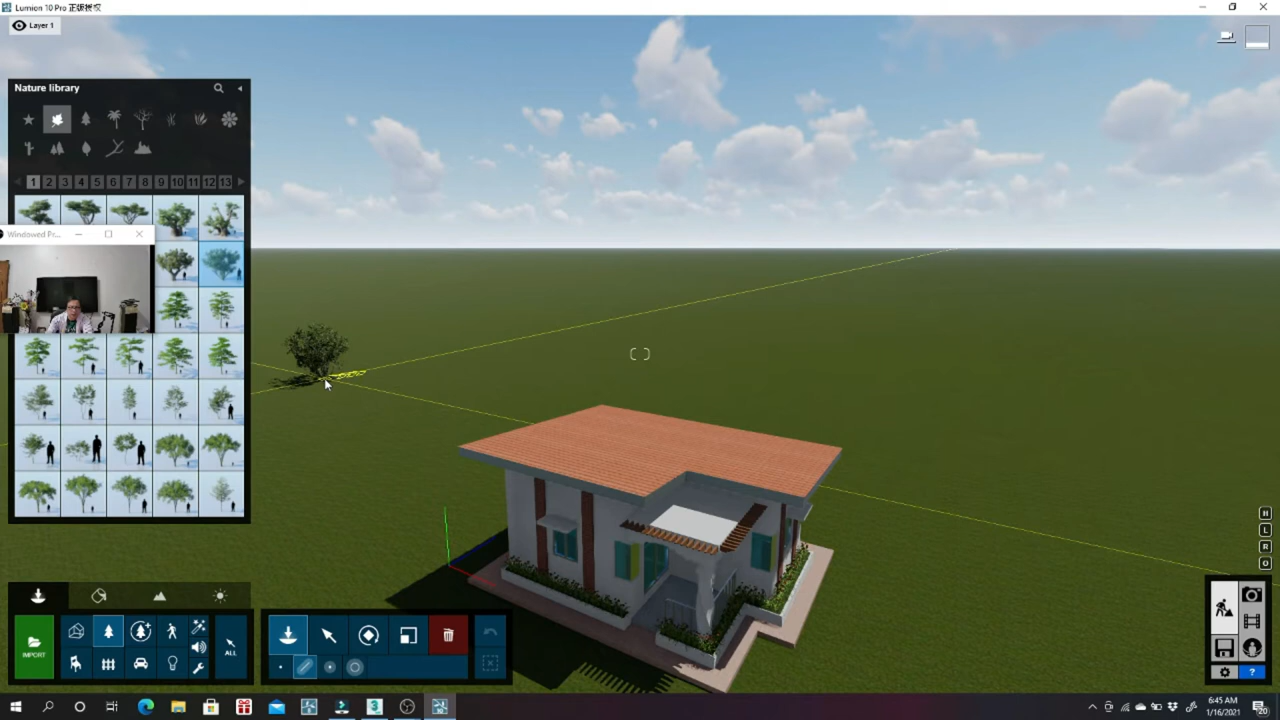 Lumion 10 Pro 正版授权
Layer 1
Nature library
1 2 3 4 5 6 7 8 9 10 11 12 13
Windowed Pr...
IMPORT
ALL
H
L
R
O
?
6:45 AM
1/16/2021
20